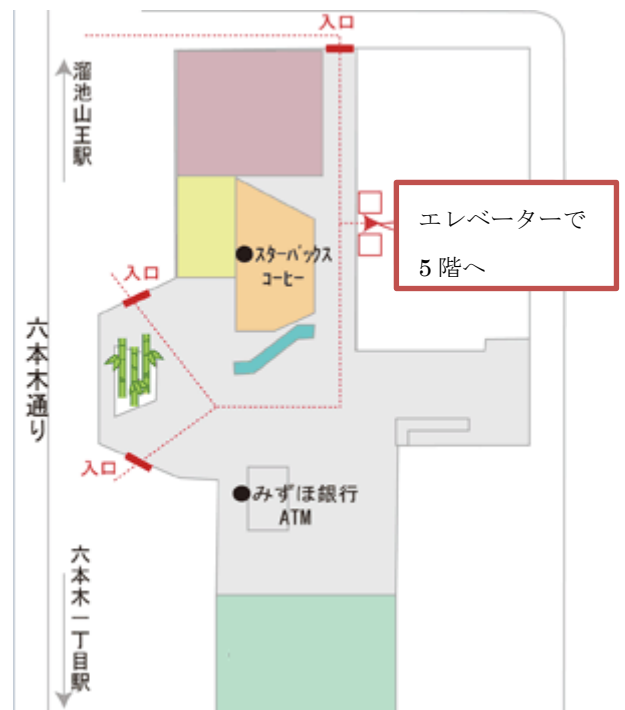 入口
溜池山王駅
エレベーターで
5 階へ
スターバックス
コーヒー
入口
六本木通り
入口
みずほ銀行
ATM
六本木一丁目駅